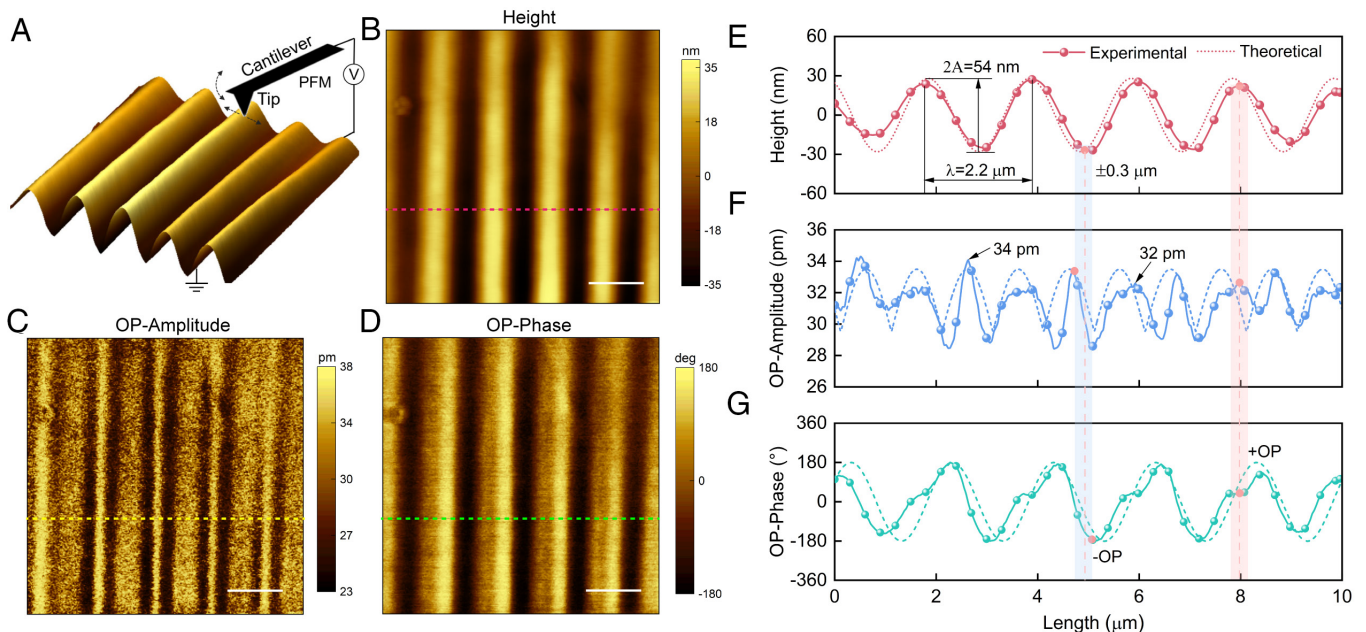 A
Cantilever
PFM
Tip
V
B
Height
nm
38
18
0
-18
-35
C
OP-Amplitude
pm
38
34
30
27
23
D
OP-Phase
deg
180
0
-180
E
Experimental
Theoretical
2A=54 nm
λ=2.2 μm
±0.3 μm
Height (nm)
60
30
0
-30
-60
F
34 pm
32 pm
OP-Amplitude (pm)
36
34
32
30
28
26
G
+OP
-OP
OP-Phase (°)
360
180
0
-180
-360
0 2 4 6 8 10
Length (μm)